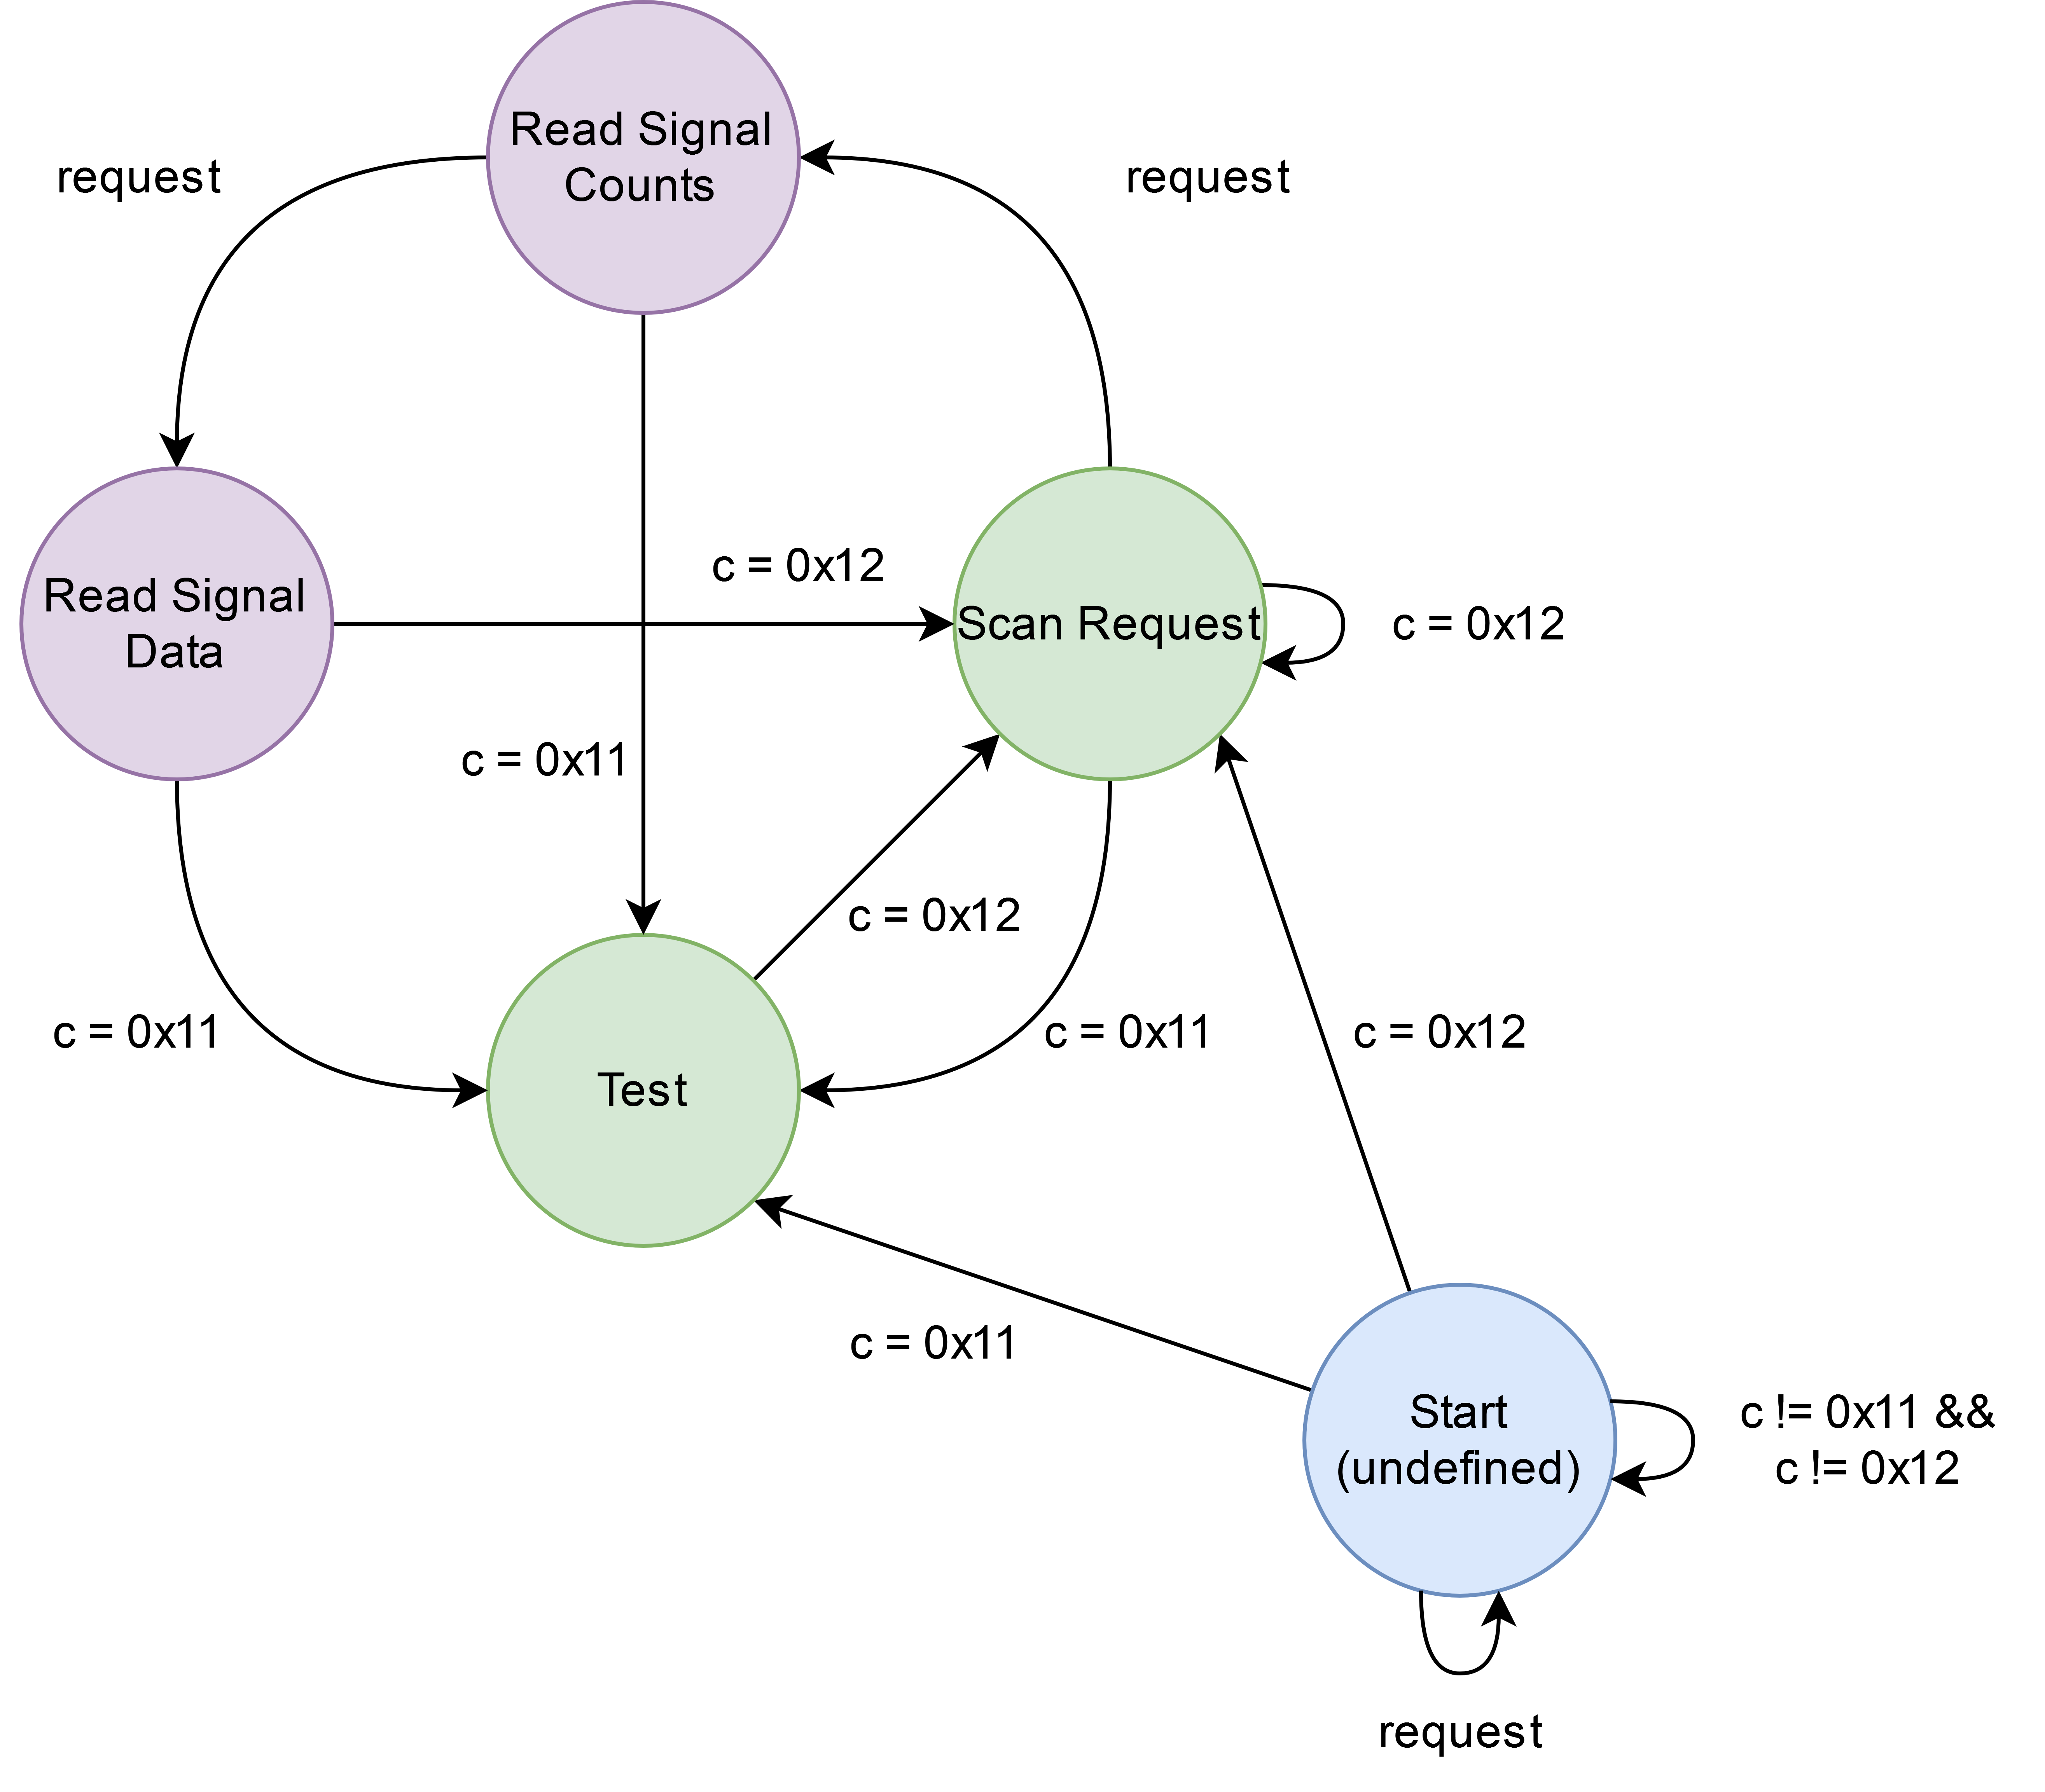 Read Signal
Counts
request
request
Read Signal
Data
c = 0x12
Scan Request
c = 0x12
c = 0x11
c = 0x12
c = 0x11
Test
c = 0x11
c = 0x12
c = 0x11
Start
(undefined)
c != 0x11 &&
c != 0x12
request